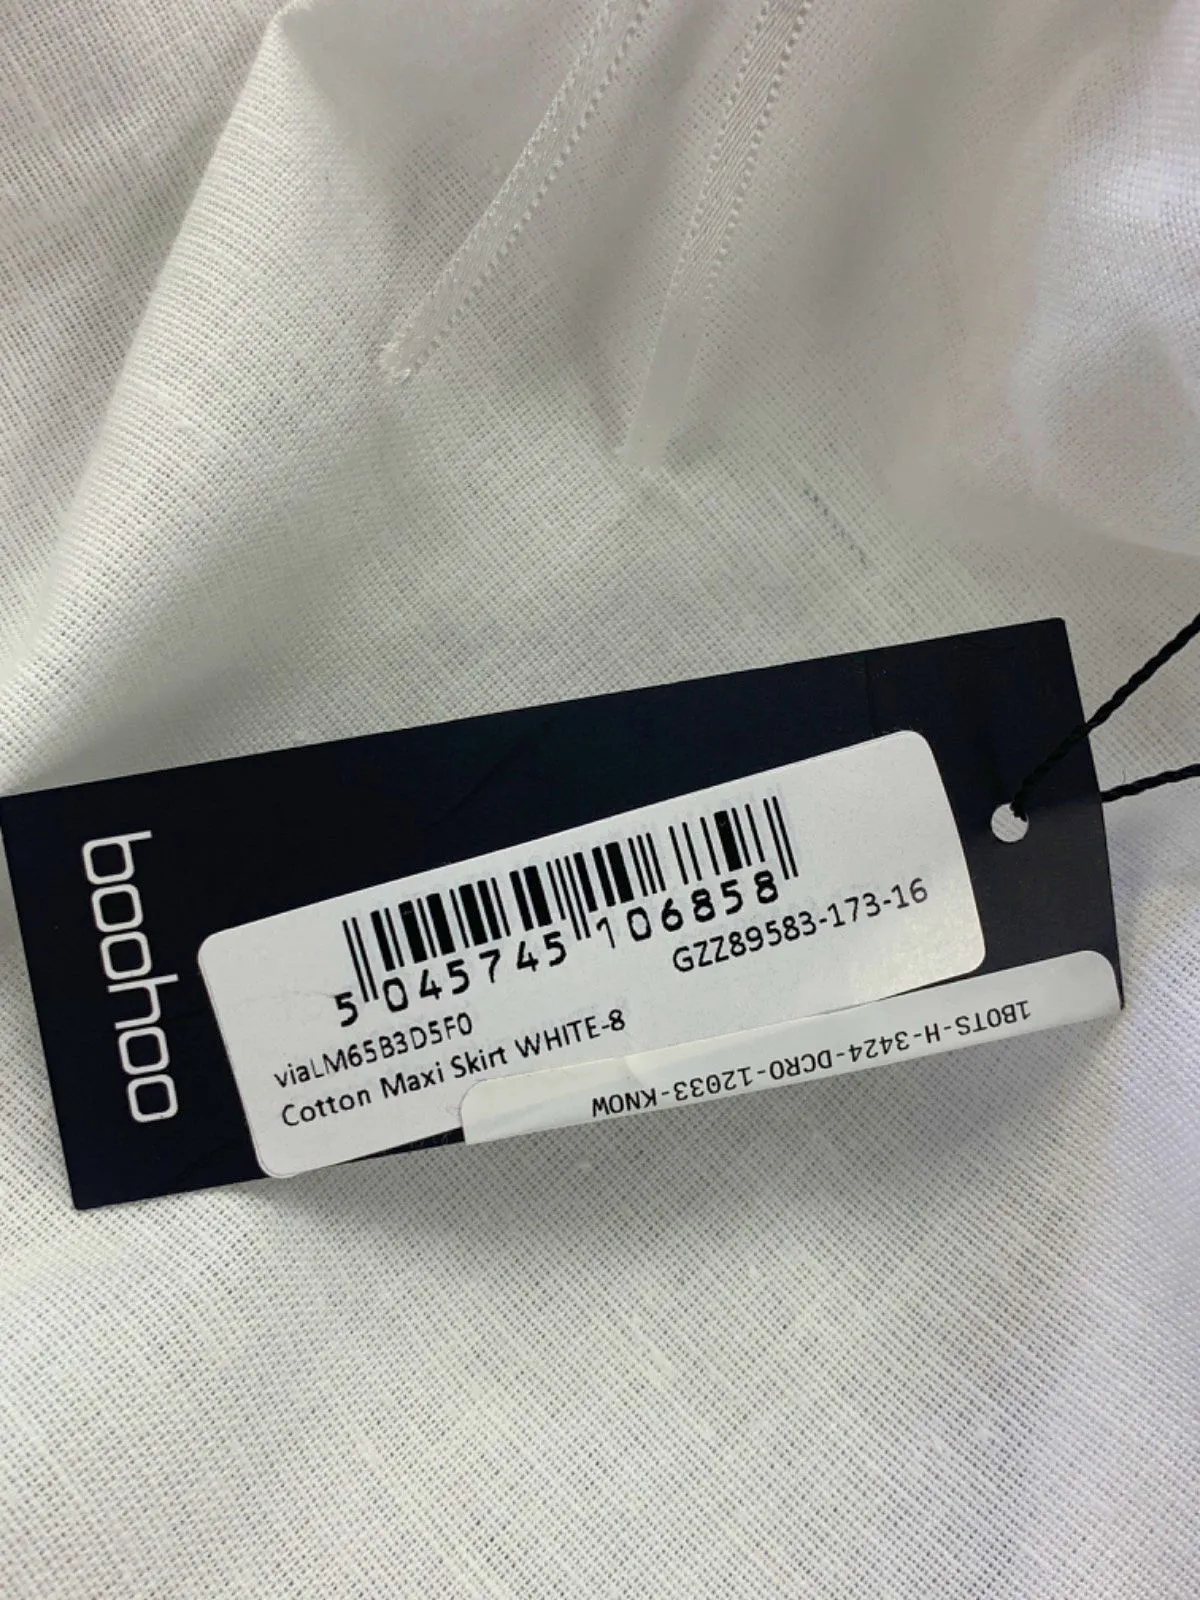 boohoo
5 045745 106858
GZZ89583-173-16
viaLM65B3D5F0
Cotton Maxi Skirt WHITE-8
1BOTS-H-3424-DCRO-12033-KNOW